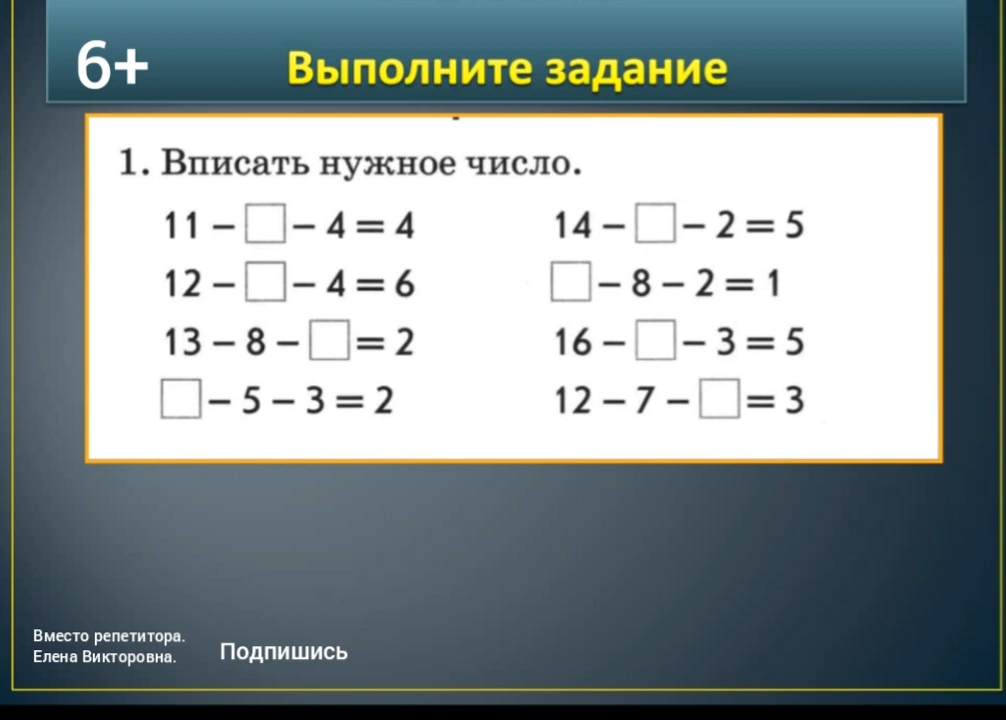 6+ Выполните задание
1. Вписать нужное число.
11 – □ – 4 = 4 14 – □ – 2 = 5
12 – □ – 4 = 6 □ – 8 – 2 = 1
13 – 8 – □ = 2 16 – □ – 3 = 5
□ – 5 – 3 = 2 12 – 7 – □ = 3
Вместо репетитора.
Елена Викторовна. Подпишись